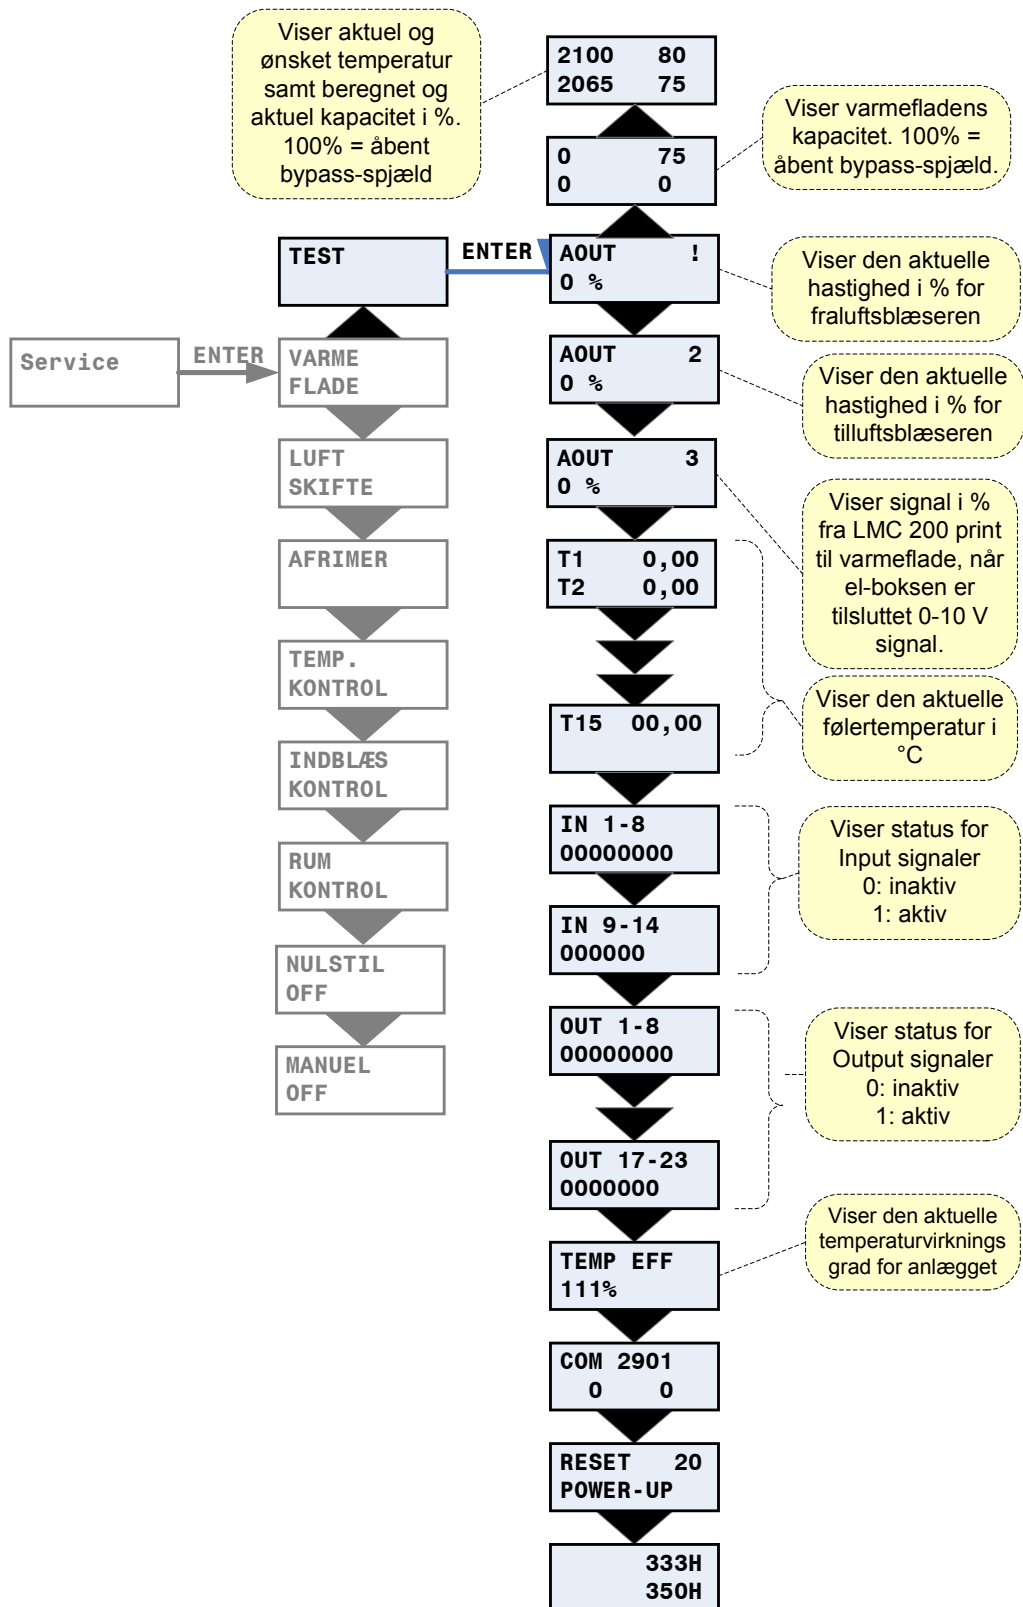 Viser aktuel og
ønsket temperatur
samt beregnet og
aktuel kapacitet i %.
100% = åbent
bypass-spjæld
2100 80
2065 75
Viser varmefladens
kapacitet. 100% =
åbent bypass-spjæld.
0 75
0 0
TEST
ENTER
AOUT !
0 %
Viser den aktuelle
hastighed i % for
fraluftsblæseren
Service
ENTER
VARME
FLADE
AOUT 2
0 %
Viser den aktuelle
hastighed i % for
tilluftsblæseren
LUFT
SKIFTE
AOUT 3
0 %
Viser signal i %
fra LMC 200 print
til varmeflade, når
el-boksen er
tilsluttet 0-10 V
signal.
AFRIMER
T1 0,00
T2 0,00
TEMP.
KONTROL
T15 00,00
Viser den aktuelle
følertemperatur i
°C
INDBLÆS
KONTROL
IN 1-8
00000000
Viser status for
Input signaler
0: inaktiv
1: aktiv
RUM
KONTROL
IN 9-14
000000
NULSTIL
OFF
OUT 1-8
00000000
Viser status for
Output signaler
0: inaktiv
1: aktiv
MANUEL
OFF
OUT 17-23
0000000
Viser den aktuelle
temperaturvirknings
grad for anlægget
TEMP EFF
111%
COM 2901
0 0
RESET 20
POWER-UP
333H
350H